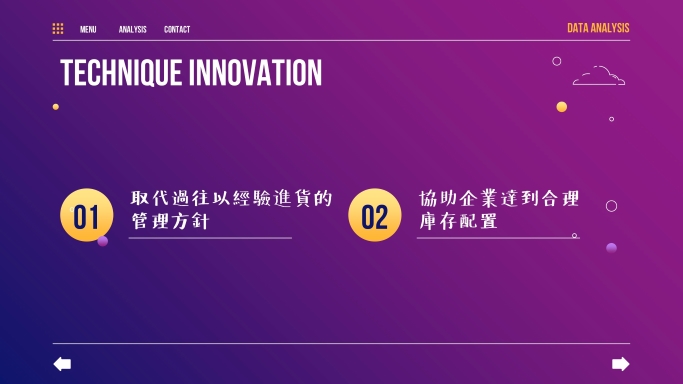 MENU ANALYSIS CONTACT DATA ANALYSIS
TECHNIQUE INNOVATION
01
取代過往以經驗進貨的
管理方針
02
協助企業達到合理
庫存配置